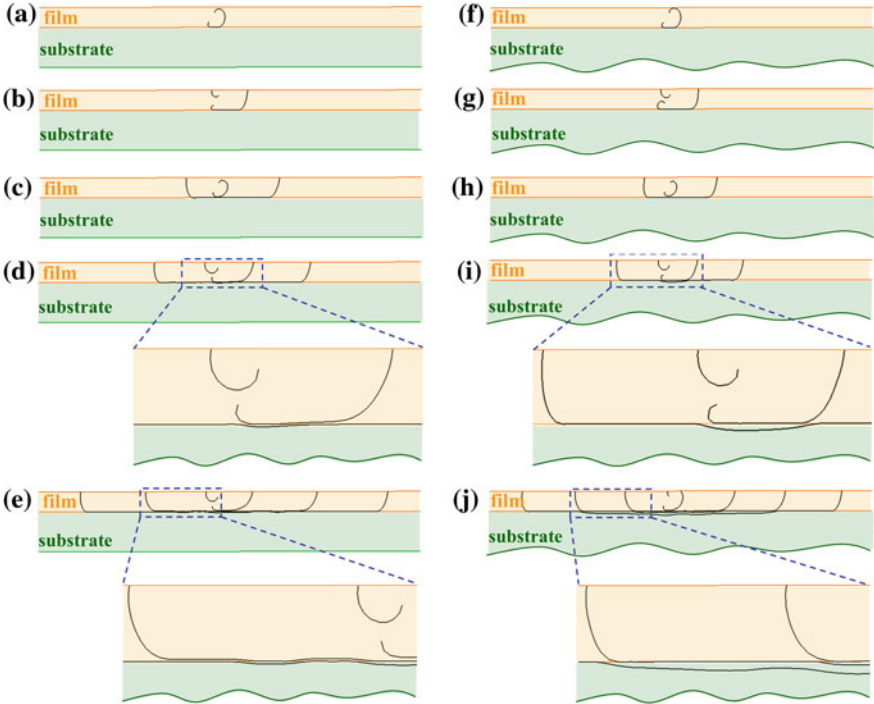 (a) film
substrate
(b) film
substrate
(c) film
substrate
(d) film
substrate
(e) film
substrate
(f) film
substrate
(g) film
substrate
(h) film
substrate
(i) film
substrate
(j) film
substrate